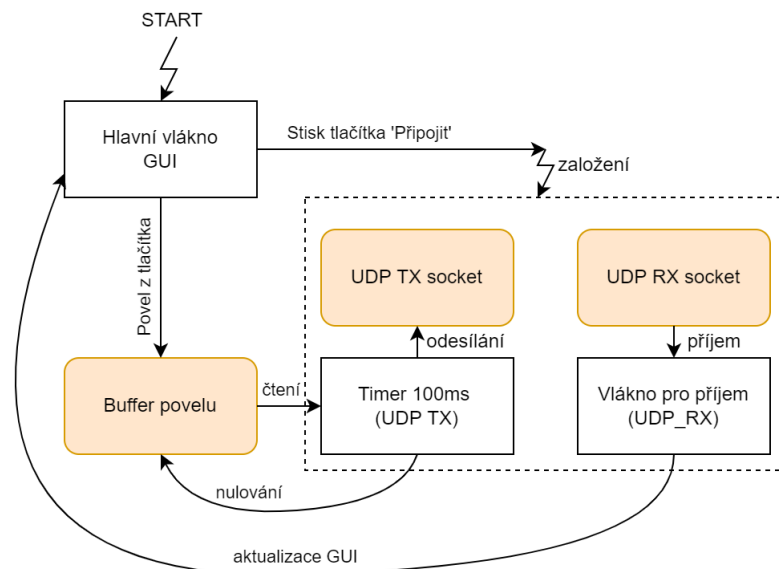 START
Hlavní vlákno
GUI
Stisk tlačítka 'Připojit'
založení
Povel z tlačítka
UDP TX socket
UDP RX socket
odesílání
příjem
Buffer povelu
čtení
Timer 100ms
(UDP TX)
Vlákno pro příjem
(UDP_RX)
nulování
aktualizace GUI